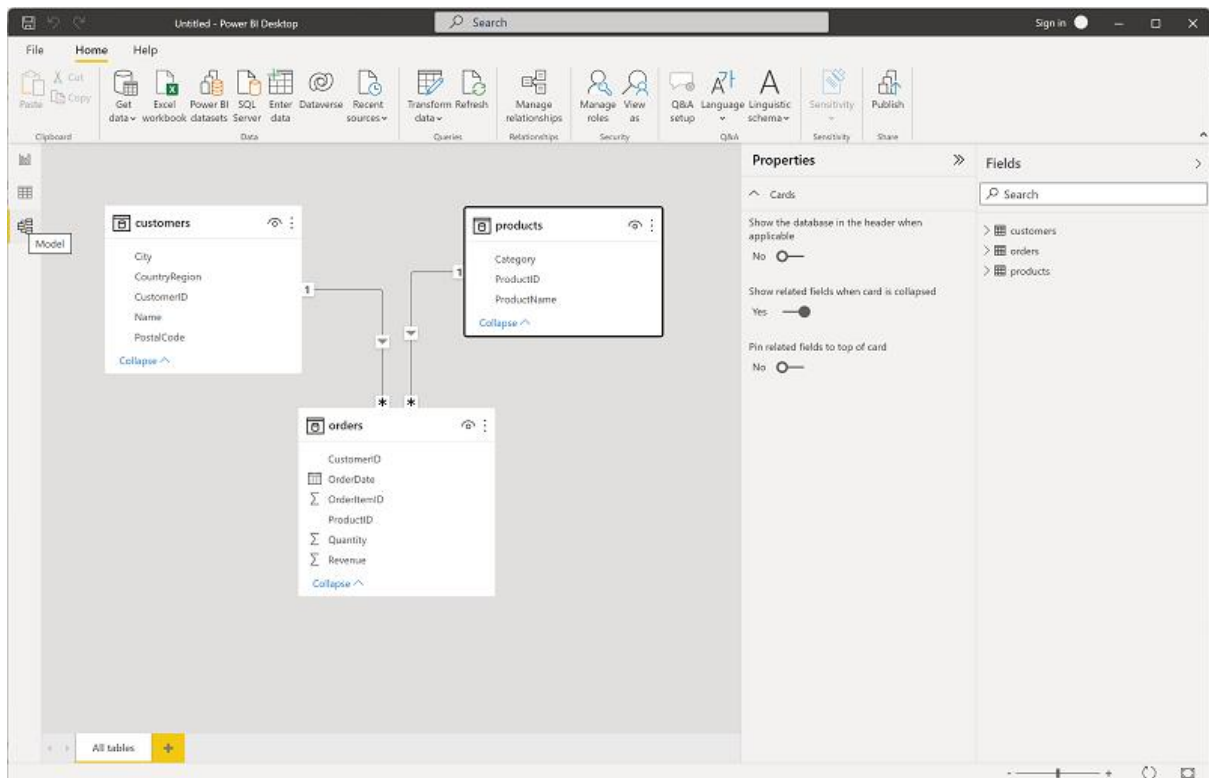 Untitled - Power BI Desktop
Search
Sign in
File Home Help
Paste
Cut
Copy
Get data
Excel workbook
Power BI datasets
SQL Server
Enter data
Dataverse
Recent sources
Transform data
Refresh
Manage relationships
Manage roles
View as
Q&A setup
Language
Linguistic schema
Sensitivity
Publish
Clipboard
Data
Queries
Relationships
Security
Q&A
Sensitivity
Share
Model
customers
City
CountryRegion
CustomerID
Name
PostalCode
Collapse
1
products
Category
ProductID
ProductName
Collapse
1
* *
orders
CustomerID
OrderDate
OrderItemID
ProductID
Quantity
Revenue
Collapse
Properties
Cards
Show the database in the header when
applicable
No
Show related fields when card is collapsed
Yes
Pin related fields to top of card
No
Fields
Search
customers
orders
products
All tables +
- +